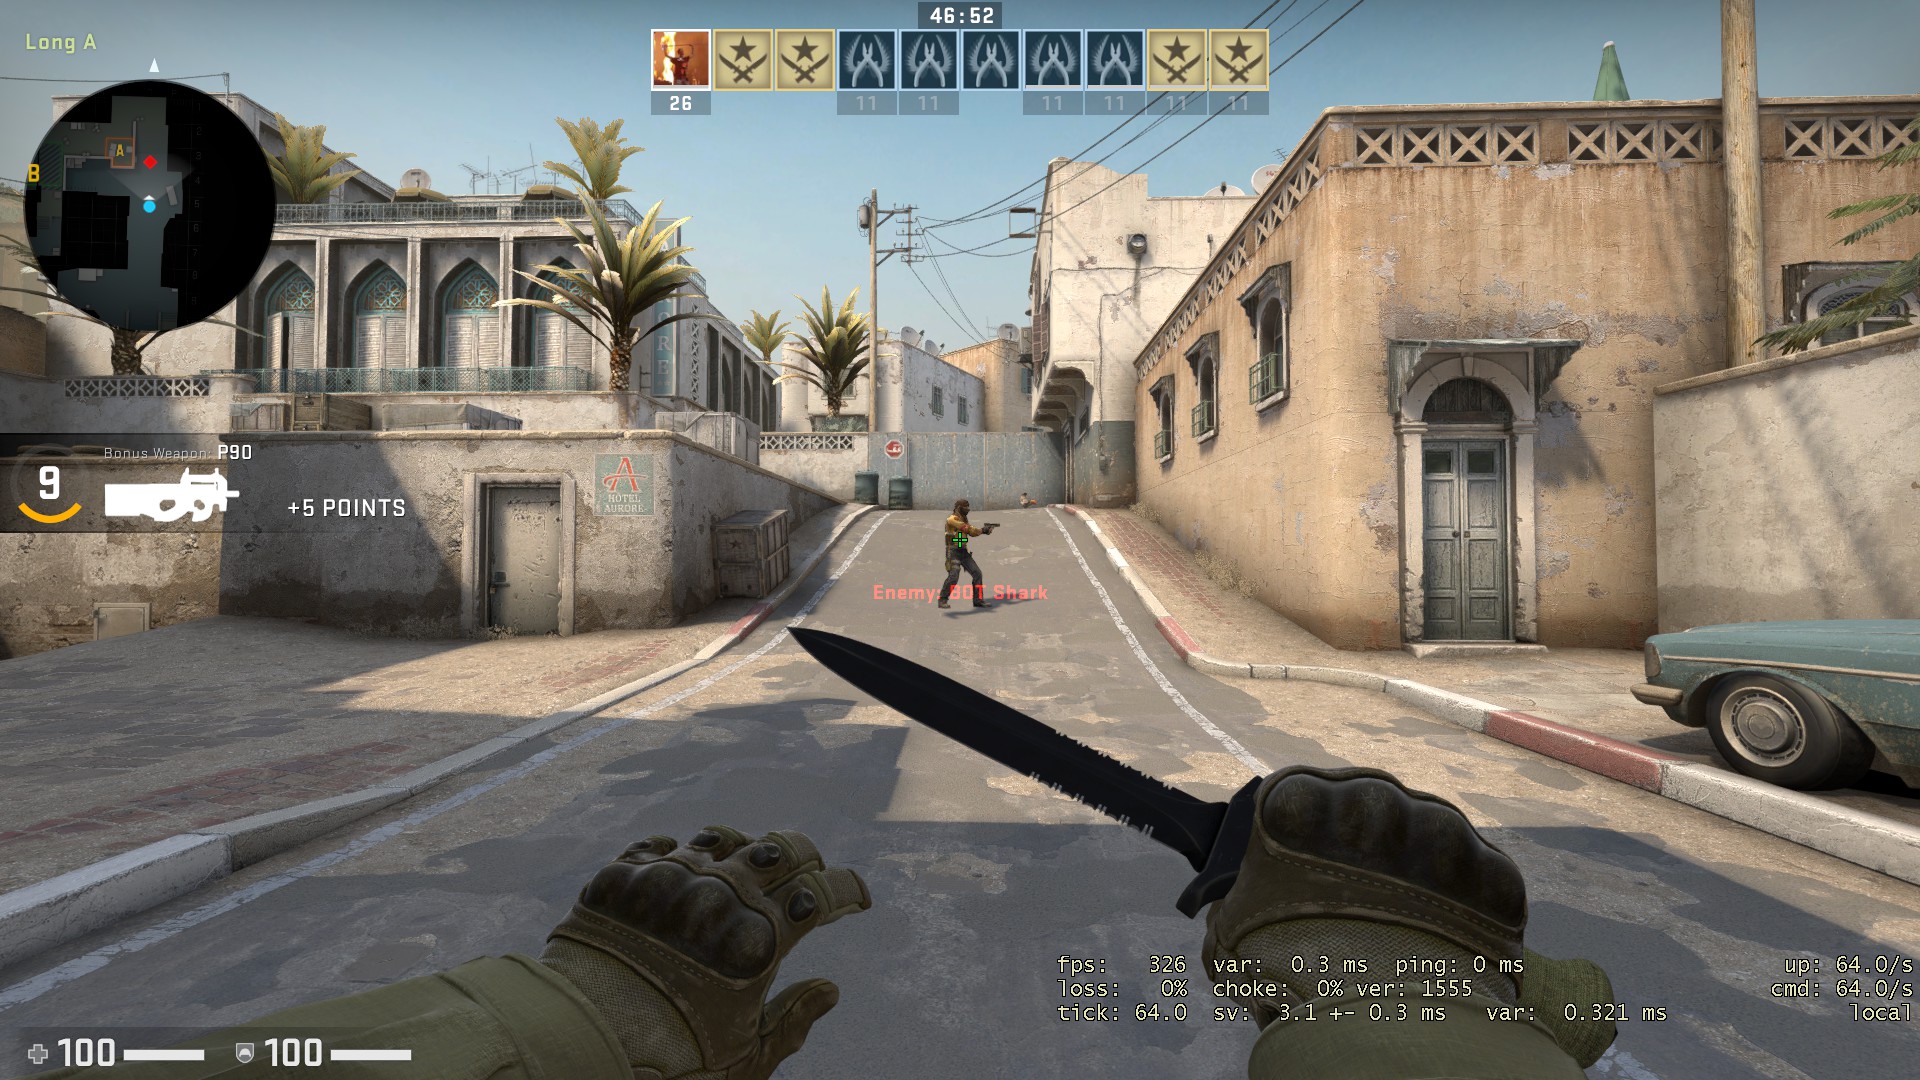 46:52
Long A
26
11
11
11
11
11
11
A
B
Bonus Weapon: P90
9
+5 POINTS
A
HOTEL
AURORE
ORE
Enemy: BOT Shark
fps: 326 var: 0.3 ms ping: 0 ms
up: 64.0/s
loss: 0% choke: 0% ver: 1555
cmd: 64.0/s
tick: 64.0 sv: 3.1 +- 0.3 ms var: 0.321 ms
local
100
100